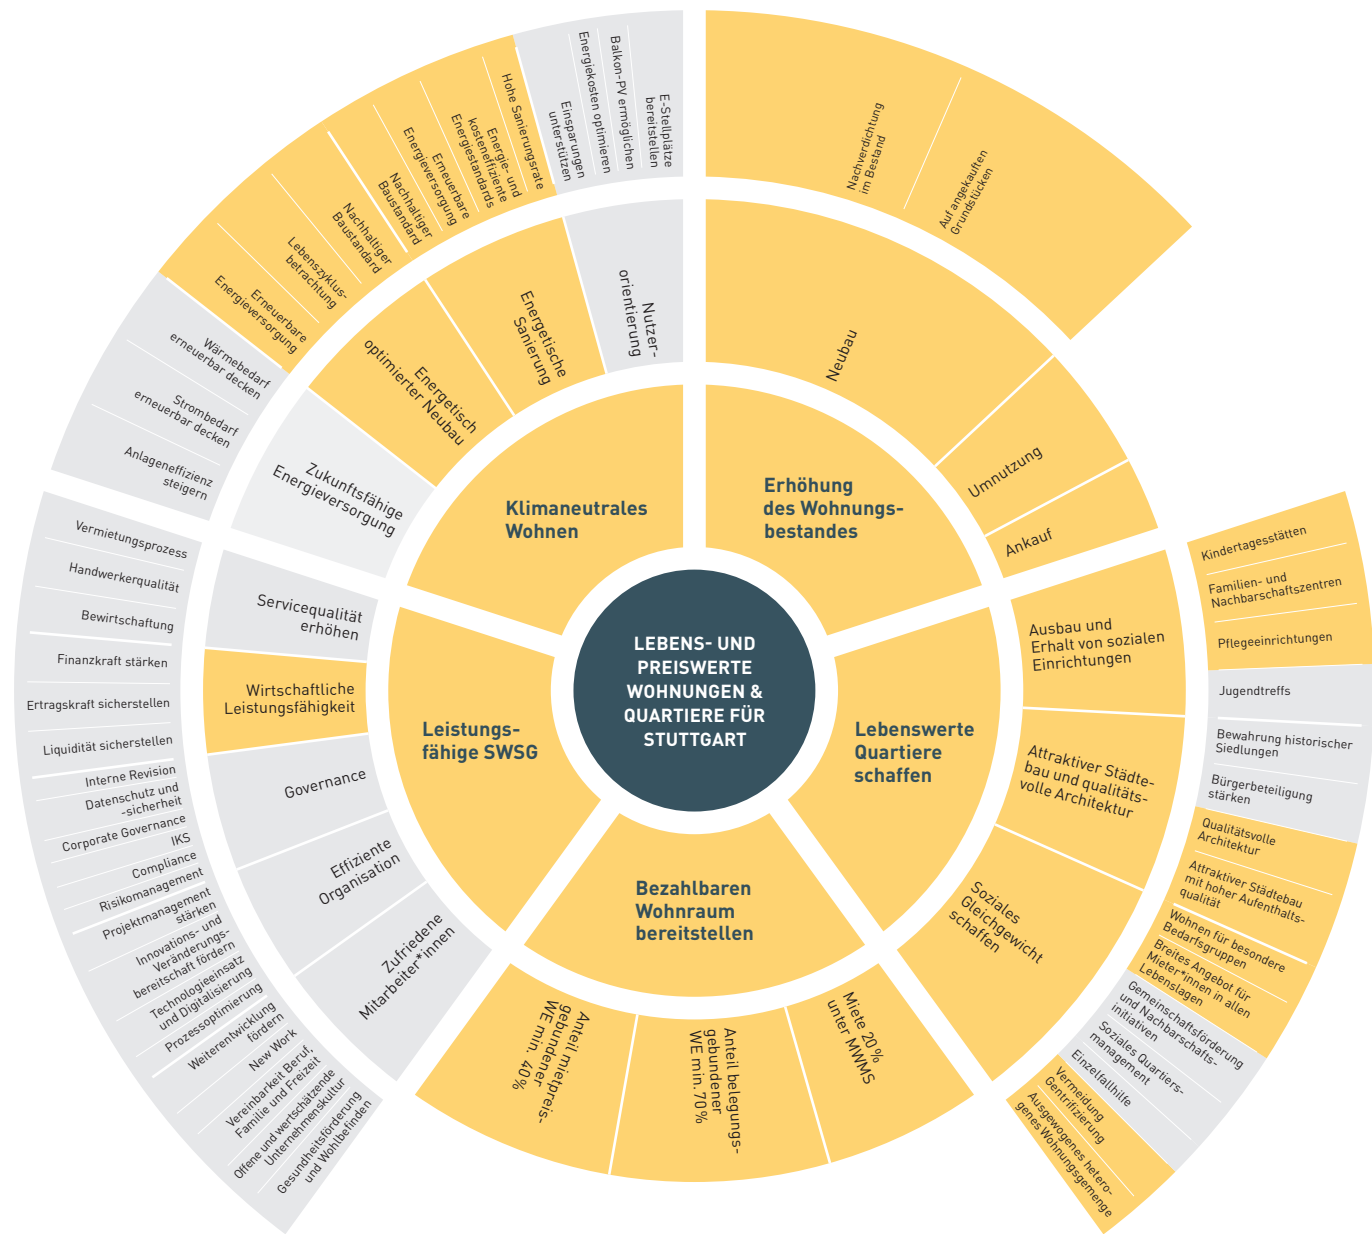 LEBENS- UND
PREISWERTE
WOHNUNGEN &
QUARTIERE FÜR
STUTTGART
Erhöhung
des Wohnungs-
bestandes
Neubau
Nachverdichtung
im Bestand
Auf angekauften
Grundstücken
Umnutzung
Ankauf
Lebenswerte
Quartiere
schaffen
Ausbau und
Erhalt von sozialen
Einrichtungen
Kindertagesstätten
Familien- und
Nachbarschaftszentren
Pflegeeinrichtungen
Jugendtreffs
Attraktiver Städte-
bau und qualitäts-
volle Architektur
Bewahrung historischer
Siedlungen
Bürgerbeteiligung
stärken
Qualitätsvolle
Architektur
Attraktiver Städtebau
mit hoher Aufenthalts-
qualität
Soziales
Gleichgewicht
schaffen
Wohnen für besondere
Bedarfsgruppen
Breites Angebot für
Mieter*innen in allen
Lebenslagen
Gemeinschaftsförderung
und Nachbarschafts-
initiativen
Soziales Quartiers-
management
Einzelfallhilfe
Vermeidung
Gentrifizierung
Ausgewogenes hetero-
genes Wohnungsgemenge
Bezahlbaren
Wohnraum
bereitstellen
Miete 20 %
unter MWMS
Anteil belegungs-
gebundener
WE min. 70 %
Anteil mietpreis-
gebundener
WE min. 40 %
Leistungs-
fähige SWSG
Zufriedene
Mitarbeiter*innen
Gesundheitsförderung
und Wohlbefinden
Offene und wertschätzende
Unternehmenskultur
Vereinbarkeit Beruf,
Familie und Freizeit
New Work
Weiterentwicklung
fördern
Effiziente
Organisation
Prozessoptimierung
Technologieeinsatz
und Digitalisierung
Innovations- und
Veränderungs-
bereitschaft fördern
Projektmanagement
stärken
Governance
Risikomanagement
Compliance
IKS
Corporate Governance
Datenschutz und
-sicherheit
Interne Revision
Wirtschaftliche
Leistungsfähigkeit
Liquidität sicherstellen
Ertragskraft sicherstellen
Finanzkraft stärken
Servicequalität
erhöhen
Bewirtschaftung
Handwerkerqualität
Vermietungsprozess
Klimaneutrales
Wohnen
Zukunftsfähige
Energieversorgung
Anlageneffizienz
steigern
Strombedarf
erneuerbar decken
Wärmebedarf
erneuerbar decken
Energetisch
optimierter Neubau
Erneuerbare
Energieversorgung
Lebenszyklus-
betrachtung
Nachhaltiger
Baustandard
Energetische
Sanierung
Nachhaltiger
Baustandard
Erneuerbare
Energieversorgung
Energie- und
kosteneffiziente
Energiestandards
Hohe Sanierungsrate
Nutzer-
orientierung
Einsparungen
unterstützen
Energiekosten optimieren
Balkon-PV ermöglichen
E-Stellplätze
bereitstellen